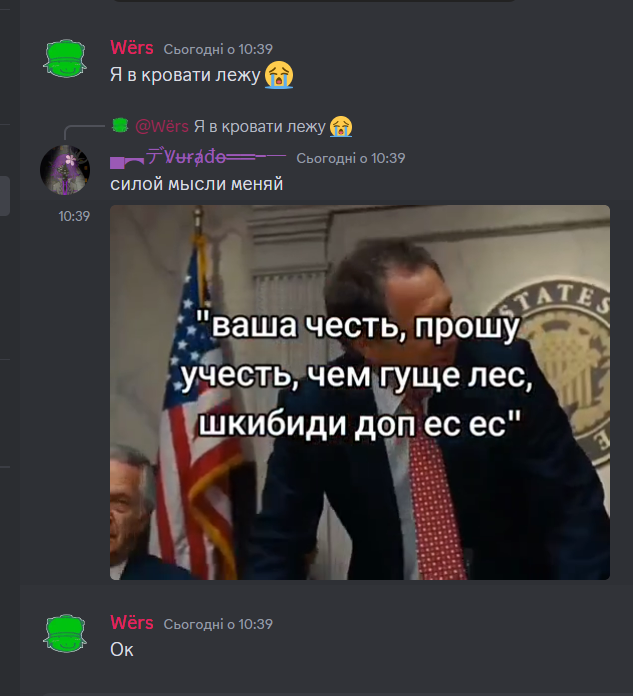 Wërs Сьогодні о 10:39
Я в кровати лежу 😭
@Wërs Я в кровати лежу 😭
Сьогодні о 10:39
силой мысли меняй
10:39
"ваша честь, прошу
учесть, чем гуще лес,
шкибиди доп ес ес"
STATES
Wërs Сьогодні о 10:39
Ок